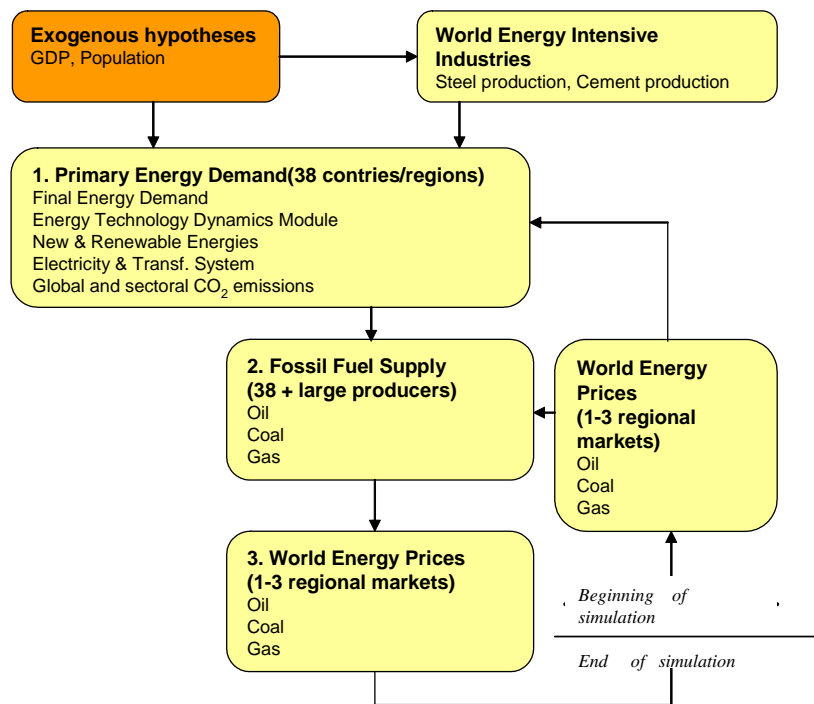 Exogenous hypotheses
GDP, Population
World Energy Intensive
Industries
Steel production, Cement production
1. Primary Energy Demand(38 contries/regions)
Final Energy Demand
Energy Technology Dynamics Module
New & Renewable Energies
Electricity & Transf. System
Global and sectoral CO2 emissions
2. Fossil Fuel Supply
(38 + large producers)
Oil
Coal
Gas
World Energy
Prices
(1-3 regional
markets)
Oil
Coal
Gas
3. World Energy Prices
(1-3 regional markets)
Oil
Coal
Gas
Beginning of
simulation
End of simulation